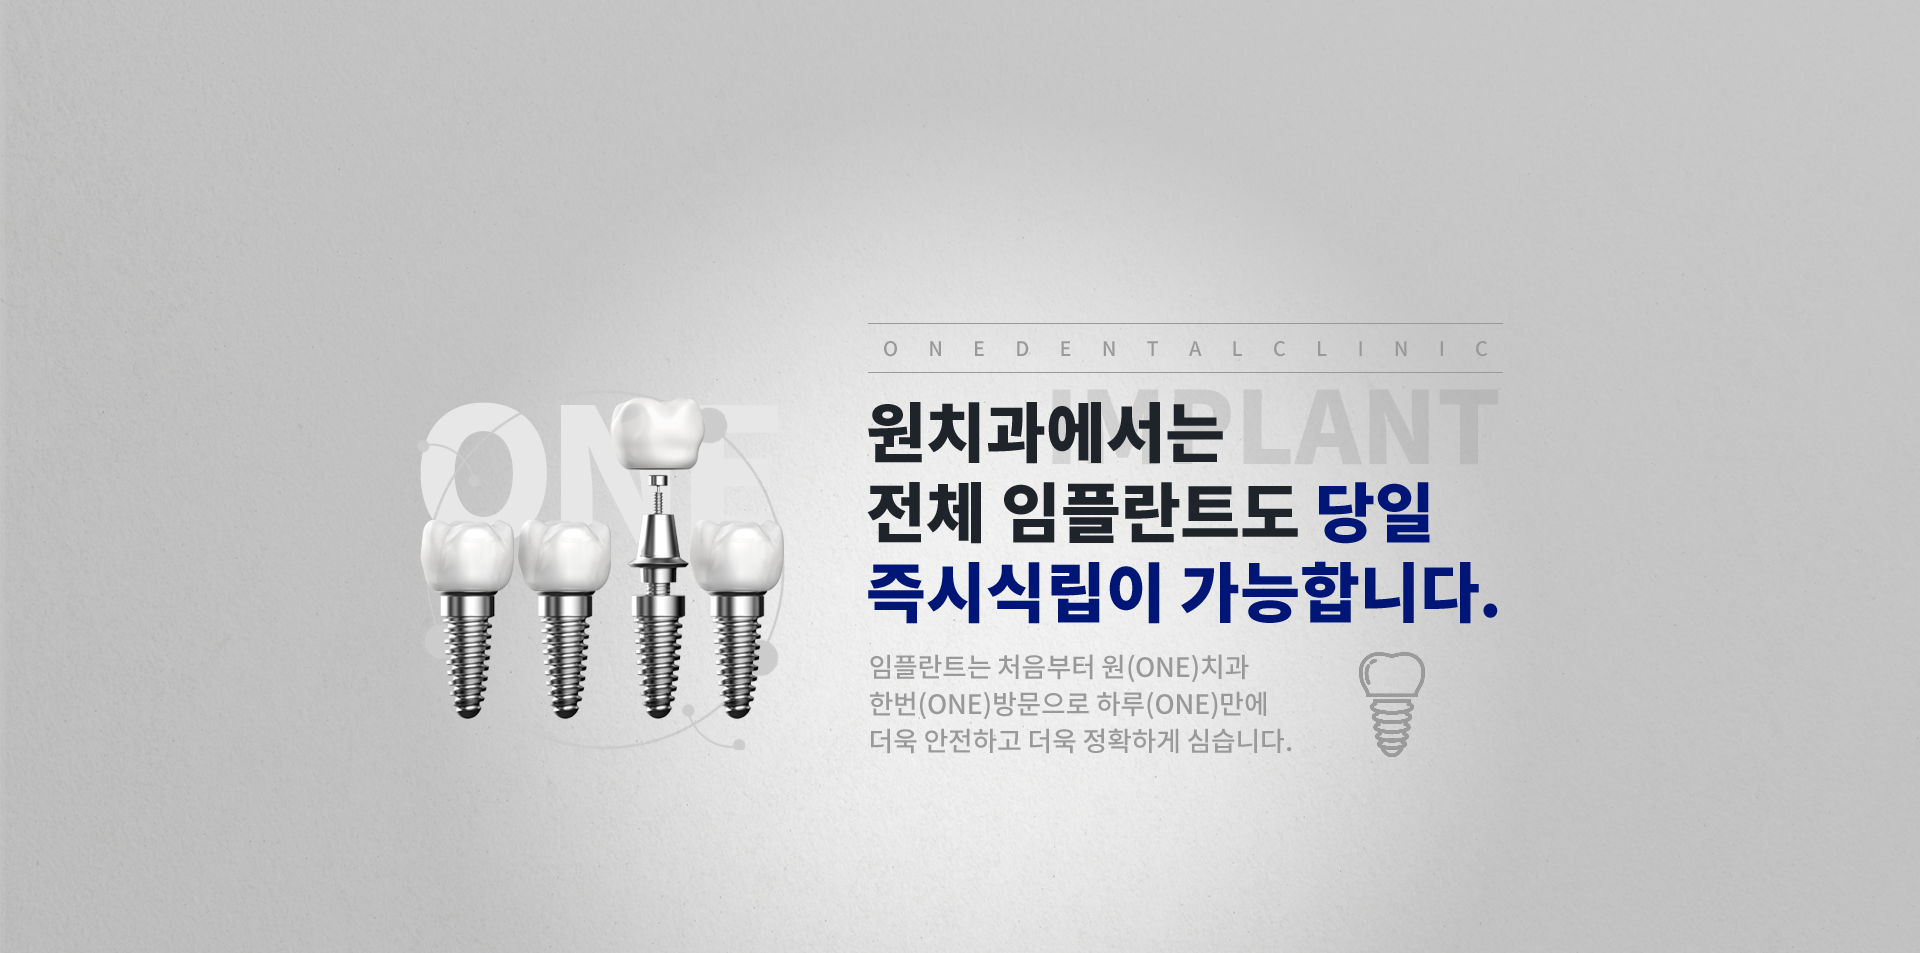 ONE
ONEDENTALCLINIC
IMPLANT
원치과에서는
전체 임플란트도 당일
즉시식립이 가능합니다.
임플란트는 처음부터 원(ONE)치과
한번(ONE)방문으로 하루(ONE)만에
더욱 안전하고 더욱 정확하게 심습니다.